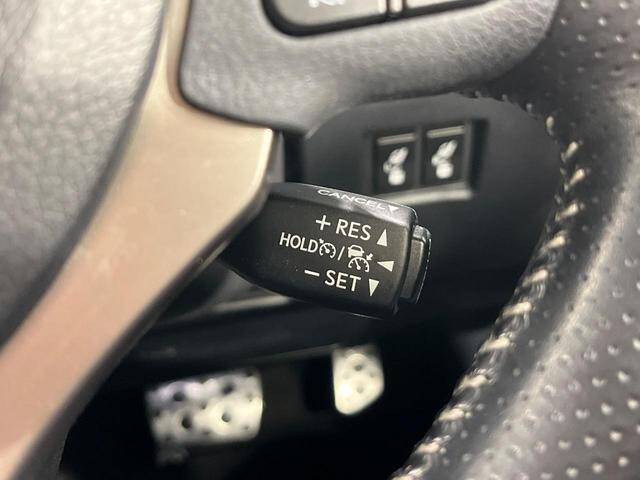 CANCEL▼
+ RES ▲
HOLD / ◀
− SET ▼